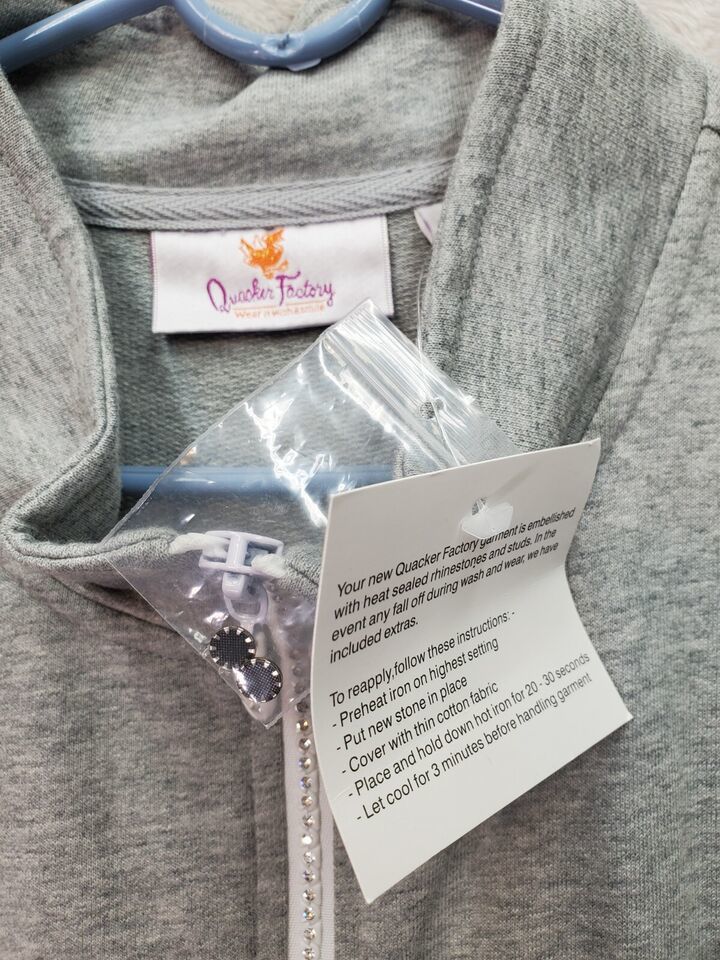 Quacker Factory
Wear it with a smile
Your new Quacker Factory garment is embellished
with heat sealed rhinestones and studs. In the
event any fall off during wash and wear, we have
included extras.
To reapply,follow these instructions: -
- Preheat iron on highest setting
- Put new stone in place
- Cover with thin cotton fabric
- Place and hold down hot iron for 20 - 30 seconds
- Let cool for 3 minutes before handling garment